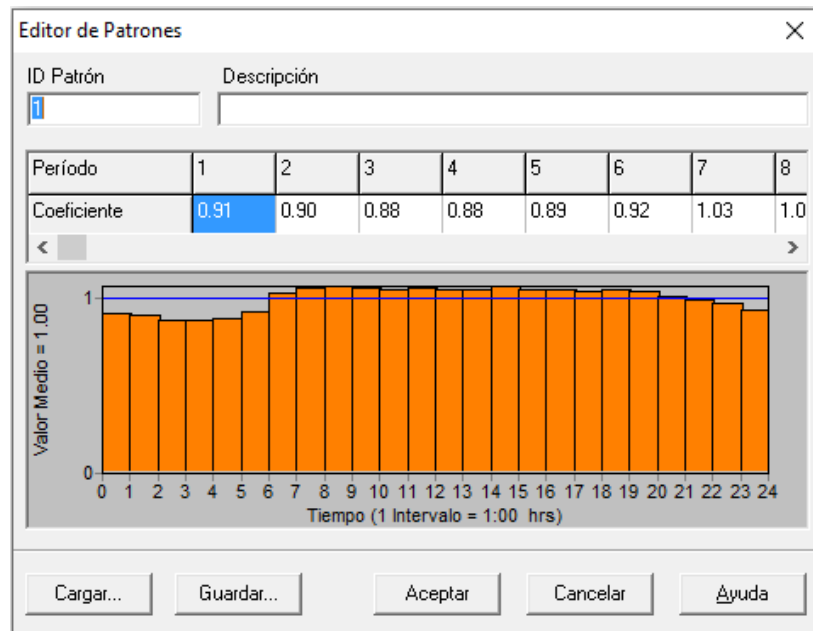 Editor de Patrones
ID Patrón Descripción
1
Período 1 2 3 4 5 6 7 8
Coeficiente 0.91 0.90 0.88 0.88 0.89 0.92 1.03 1.0
Valor Medio = 1.00
1
0
0 1 2 3 4 5 6 7 8 9 10 11 12 13 14 15 16 17 18 19 20 21 22 23 24
Tiempo (1 Intervalo = 1:00 hrs)
Cargar... Guardar... Aceptar Cancelar Ayuda